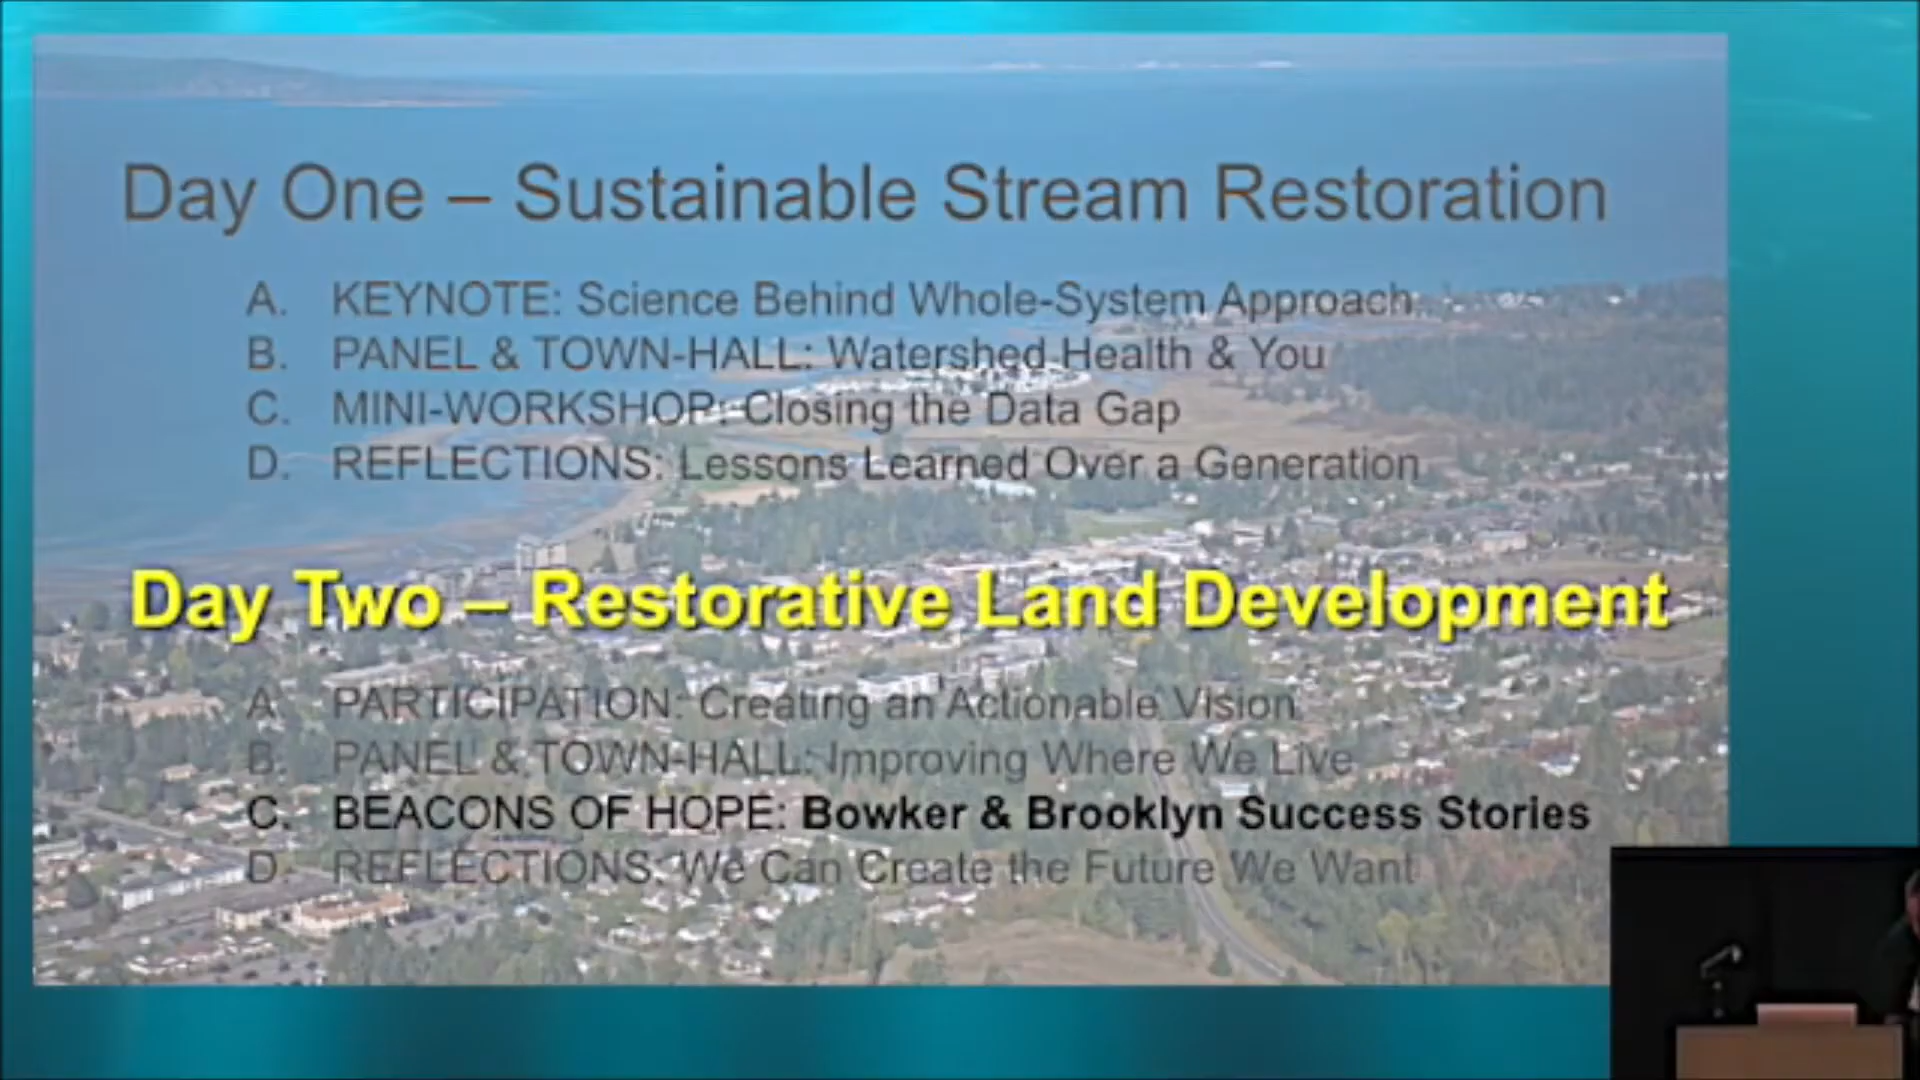 Day One – Sustainable Stream Restoration
A. KEYNOTE: Science Behind Whole-System Approach
B. PANEL & TOWN-HALL: Watershed Health & You
C. MINI-WORKSHOP: Closing the Data Gap
D. REFLECTIONS: Lessons Learned Over a Generation
Day Two – Restorative Land Development
A. PARTICIPATION: Creating an Actionable Vision
B. PANEL & TOWN-HALL: Improving Where We Live
C. BEACONS OF HOPE: Bowker & Brooklyn Success Stories
D. REFLECTIONS: We Can Create the Future We Want